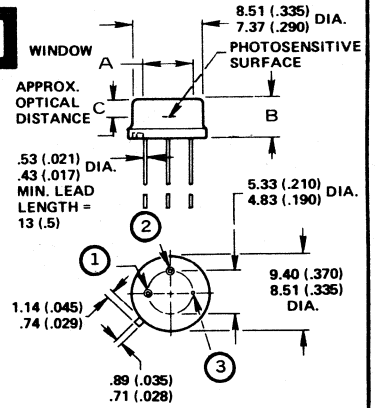 8.51 (.335)
7.37 (.290) DIA.
WINDOW
A
PHOTOSENSITIVE
SURFACE
APPROX.
OPTICAL
DISTANCE
C
B
.53 (.021)
.43 (.017) DIA.
MIN. LEAD
LENGTH =
13 (.5)
5.33 (.210)
4.83 (.190) DIA.
2
1
9.40 (.370)
8.51 (.335)
DIA.
1.14 (.045)
.74 (.029)
3
.89 (.035)
.71 (.028)